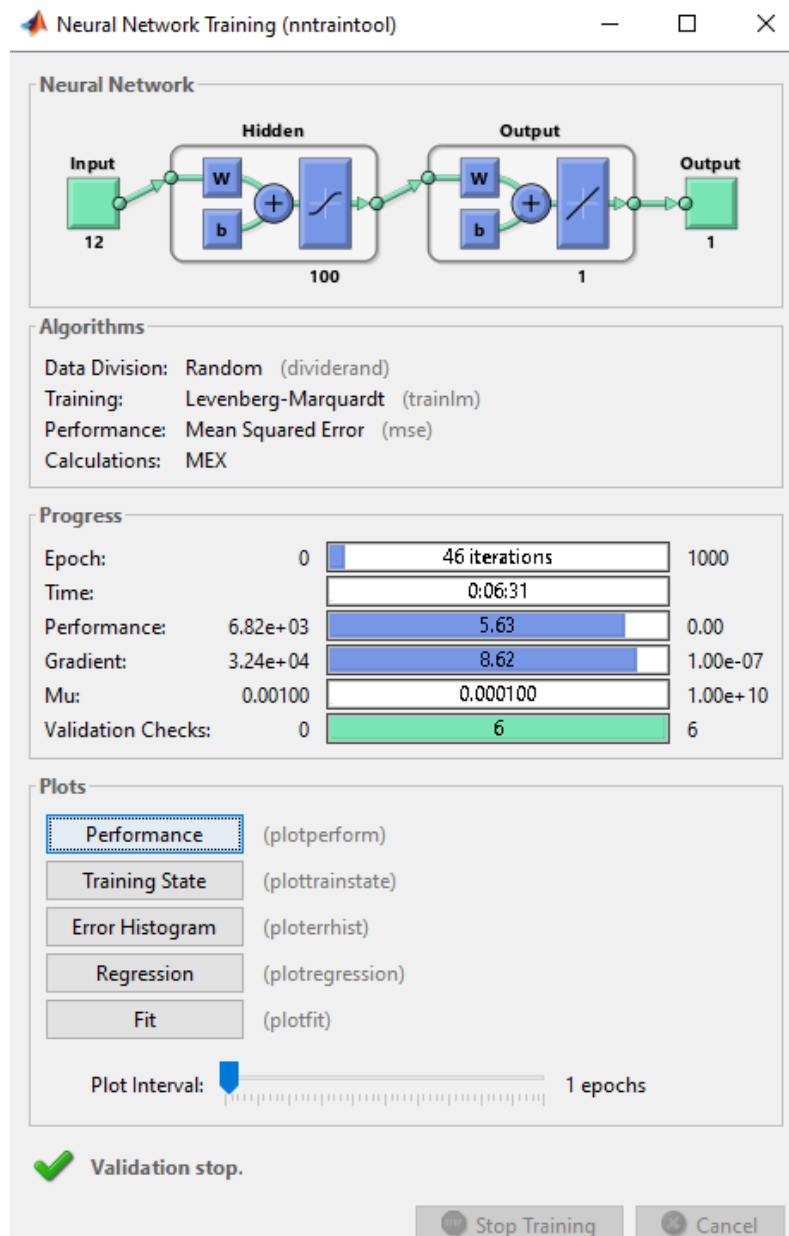 Neural Network Training (nntraintool)
Neural Network
Hidden Output
Input Output
W W
+ +
b b
12 1
100 1
Algorithms
Data Division: Random (dividerand)
Training: Levenberg-Marquardt (trainlm)
Performance: Mean Squared Error (mse)
Calculations: MEX
Progress
Epoch: 0 46 iterations 1000
Time: 0:06:31
Performance: 6.82e+03 5.63 0.00
Gradient: 3.24e+04 8.62 1.00e-07
Mu: 0.00100 0.000100 1.00e+10
Validation Checks: 0 6 6
Plots
Performance (plotperform)
Training State (plottrainstate)
Error Histogram (ploterrhist)
Regression (plotregression)
Fit (plotfit)
Plot Interval: 1 epochs
Validation stop.
Stop Training Cancel